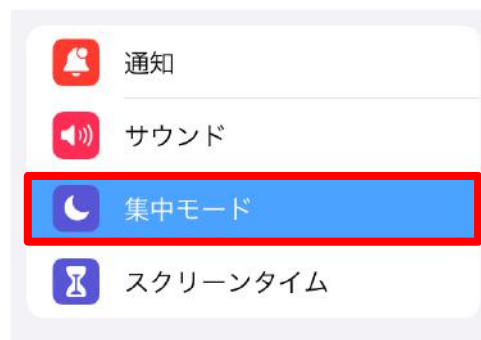 通知
サウンド
集中モード
スクリーンタイム